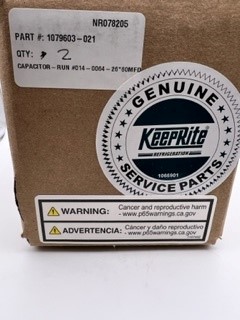 NR078205
PART #: 1079603-021
QTY: 2
CAPACITOR-RUN #014-0064-20*80MFD
GENUINE
KEEPRITE
REFRIGERATION
1066901
SERVICE PARTS
WARNING: Cancer and reproductive harm
- www.p65warnings.ca.gov
ADVERTENCIA: Cáncer y daño reproductivo
- www.p65warnings.ca.gov